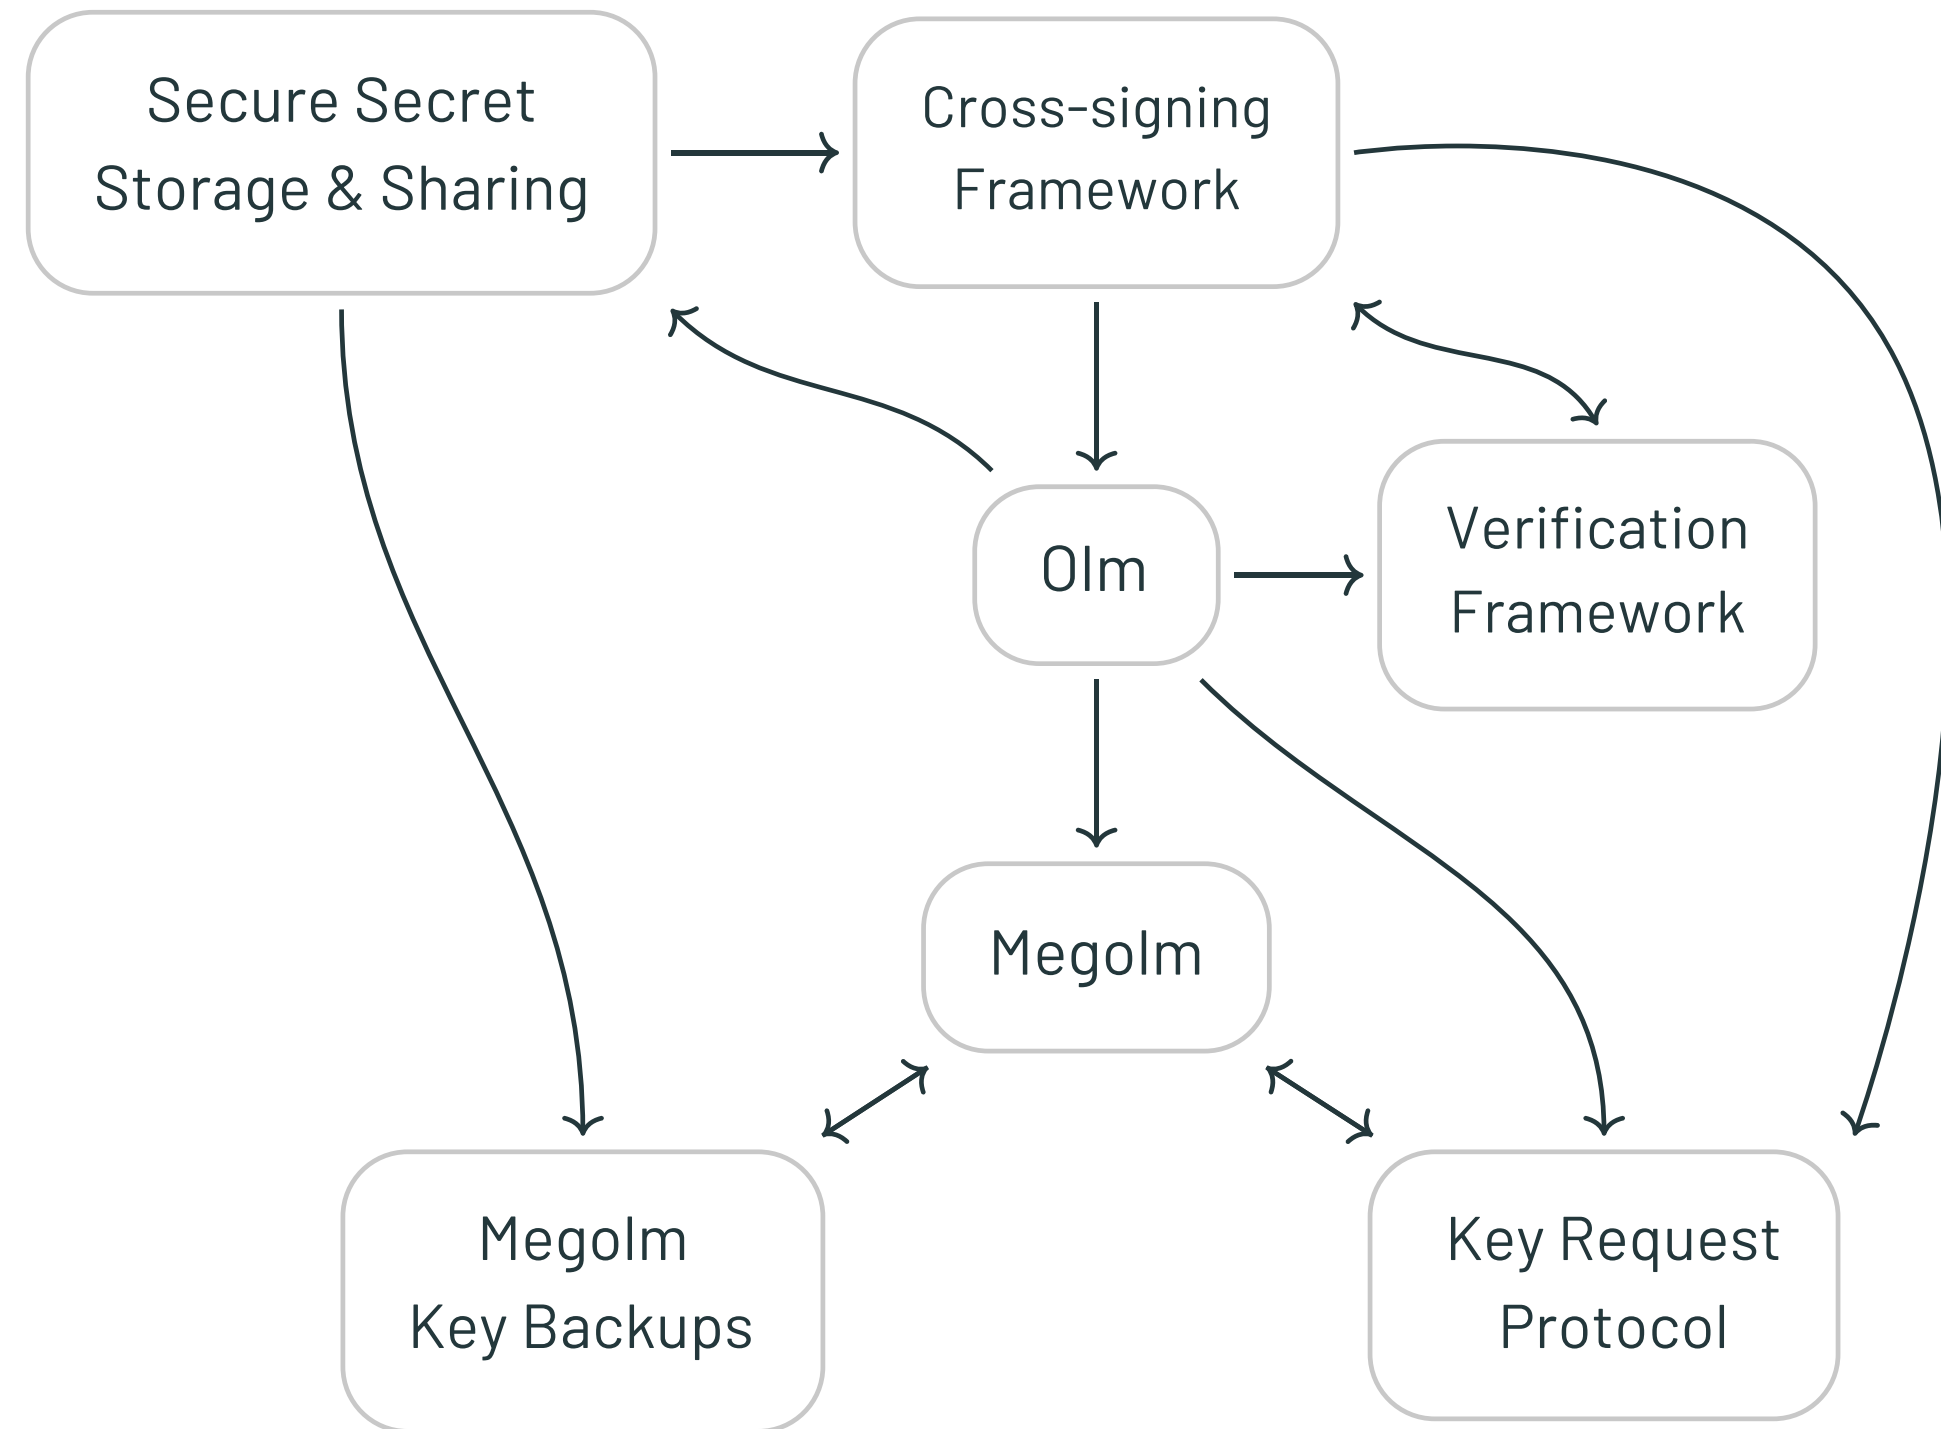 Secure Secret
Storage & Sharing
Cross-signing
Framework
Olm
Verification
Framework
Megolm
Megolm
Key Backups
Key Request
Protocol